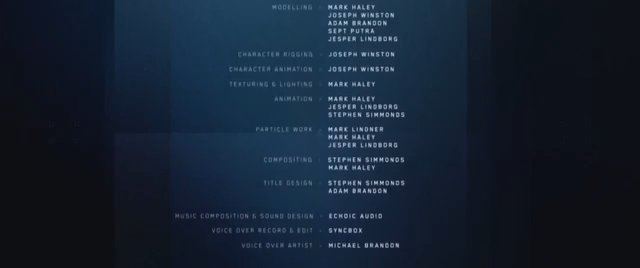 MODELLING - MARK HALEY
JOSEPH WINSTON
ADAM BRANDON
SEPT PUTRA
JESPER LINDBORG
CHARACTER RIGGING - JOSEPH WINSTON
CHARACTER ANIMATION - JOSEPH WINSTON
TEXTURING & LIGHTING - MARK HALEY
ANIMATION - MARK HALEY
JESPER LINDBORG
STEPHEN SIMMONDS
PARTICLE WORK - MARK LINDNER
MARK HALEY
JESPER LINDBORG
COMPOSITING - STEPHEN SIMMONDS
MARK HALEY
TITLE DESIGN - STEPHEN SIMMONDS
ADAM BRANDON
MUSIC COMPOSITION & SOUND DESIGN - ECHOIC AUDIO
VOICE OVER RECORD & EDIT - SYNCBOX
VOICE OVER ARTIST - MICHAEL BRANDON